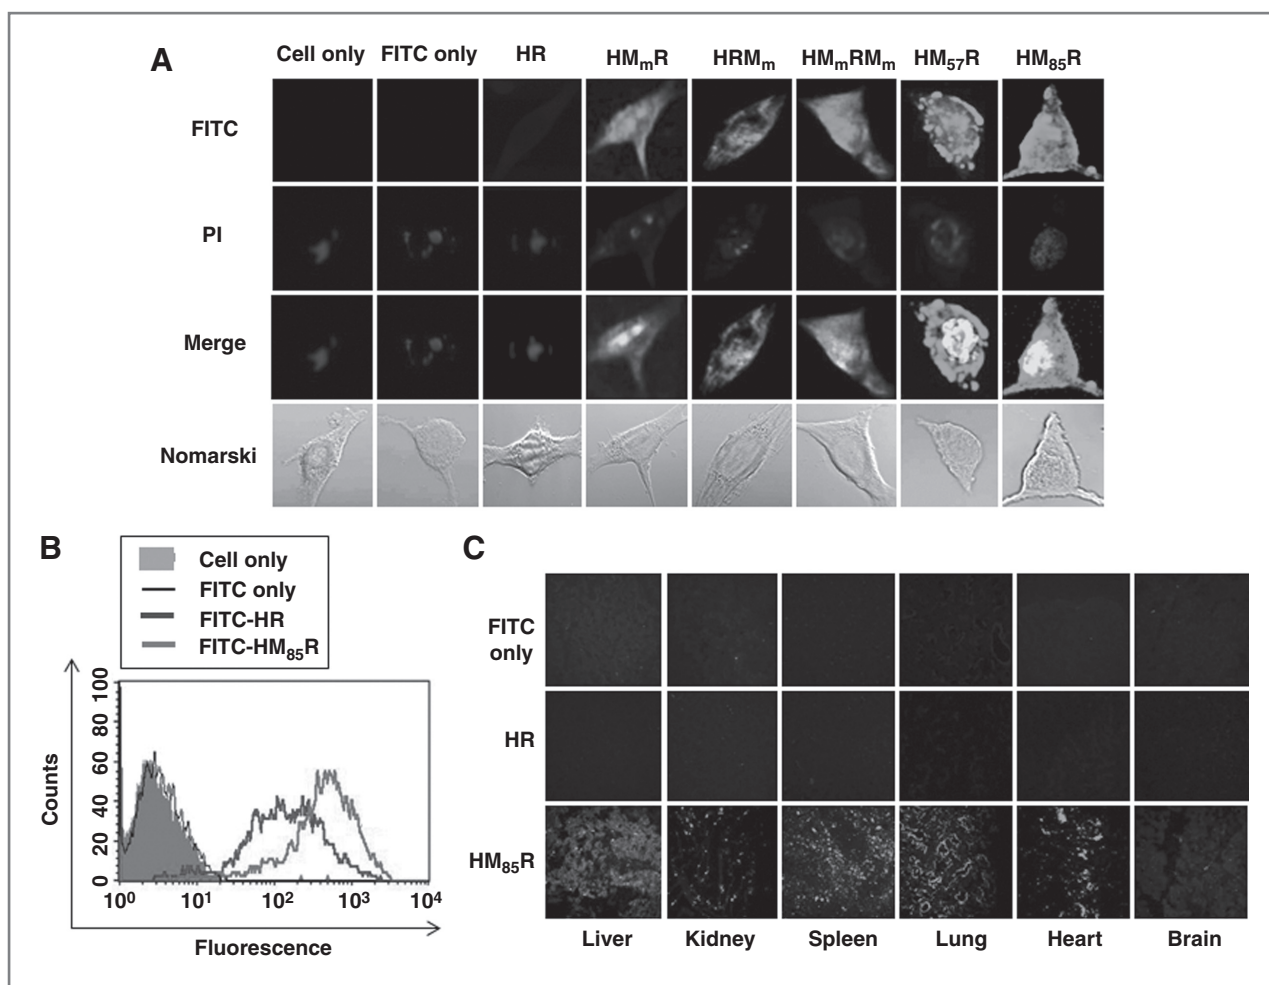 A
Cell only FITC only HR HMmR HRMm HMmRMm HM57R HM85R
FITC
PI
Merge
Nomarski
B
Cell only
FITC only
FITC-HR
FITC-HM85R
Counts
100
80
60
40
20
0
10^0 10^1 10^2 10^3 10^4
Fluorescence
C
FITC
only
HR
HM85R
Liver Kidney Spleen Lung Heart Brain